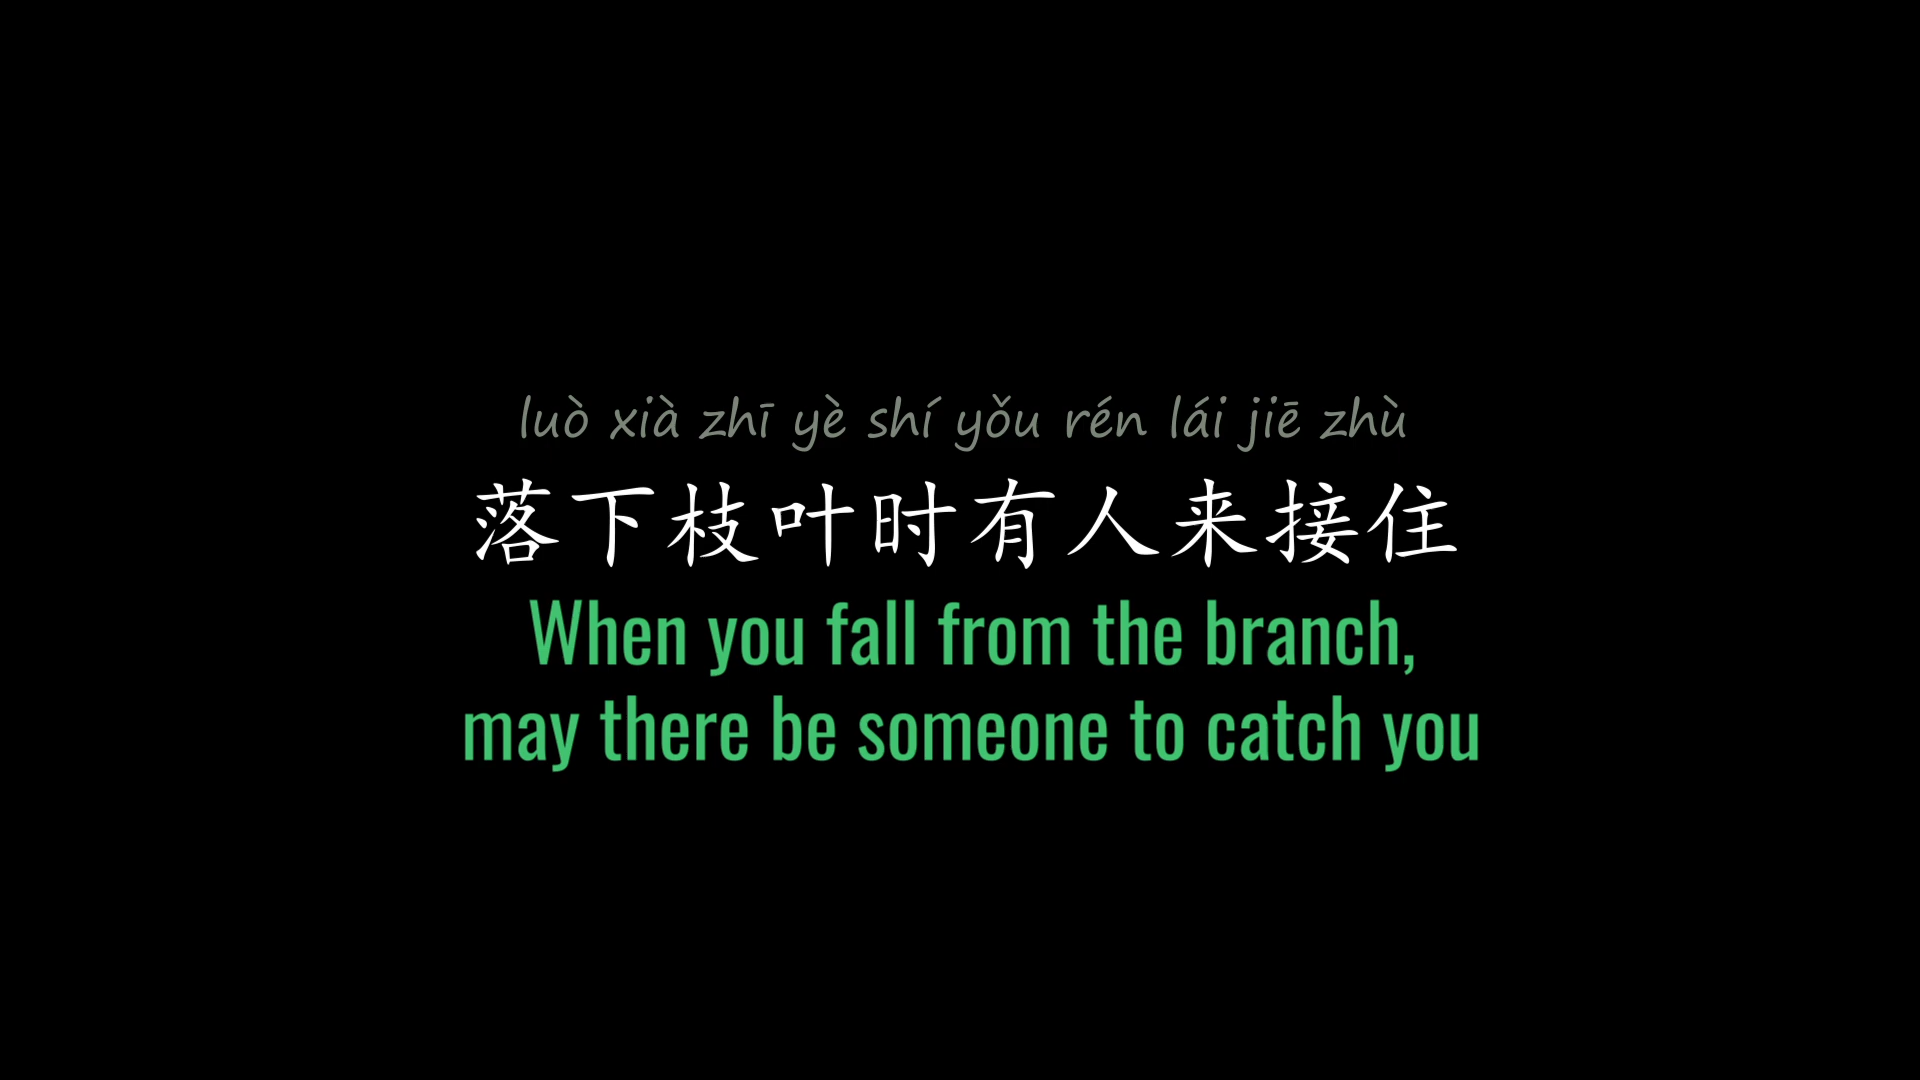 luò xià zhī yè shí yǒu rén lái jiē zhù
落下枝叶时有人来接住
When you fall from the branch,
may there be someone to catch you